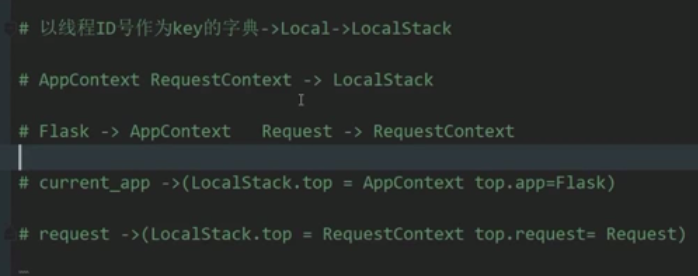 # 以线程ID号作为key的字典->Local->LocalStack
# AppContext RequestContext -> LocalStack
# Flask -> AppContext   Request -> RequestContext
# current_app ->(LocalStack.top = AppContext top.app=Flask)
# request ->(LocalStack.top = RequestContext top.request= Request)